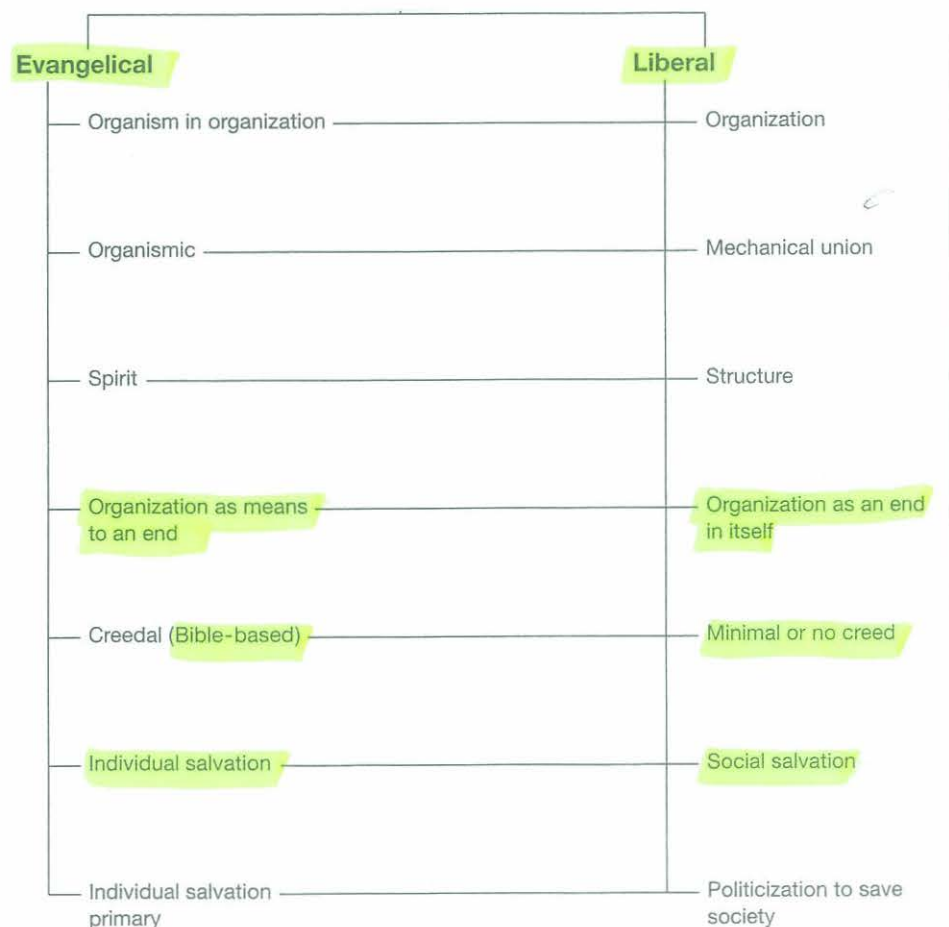 Evangelical Liberal
Organism in organization Organization
Organismic Mechanical union
Spirit Structure
Organization as means Organization as an end
to an end in itself
Creedal (Bible-based) Minimal or no creed
Individual salvation Social salvation
Individual salvation Politicization to save
primary society